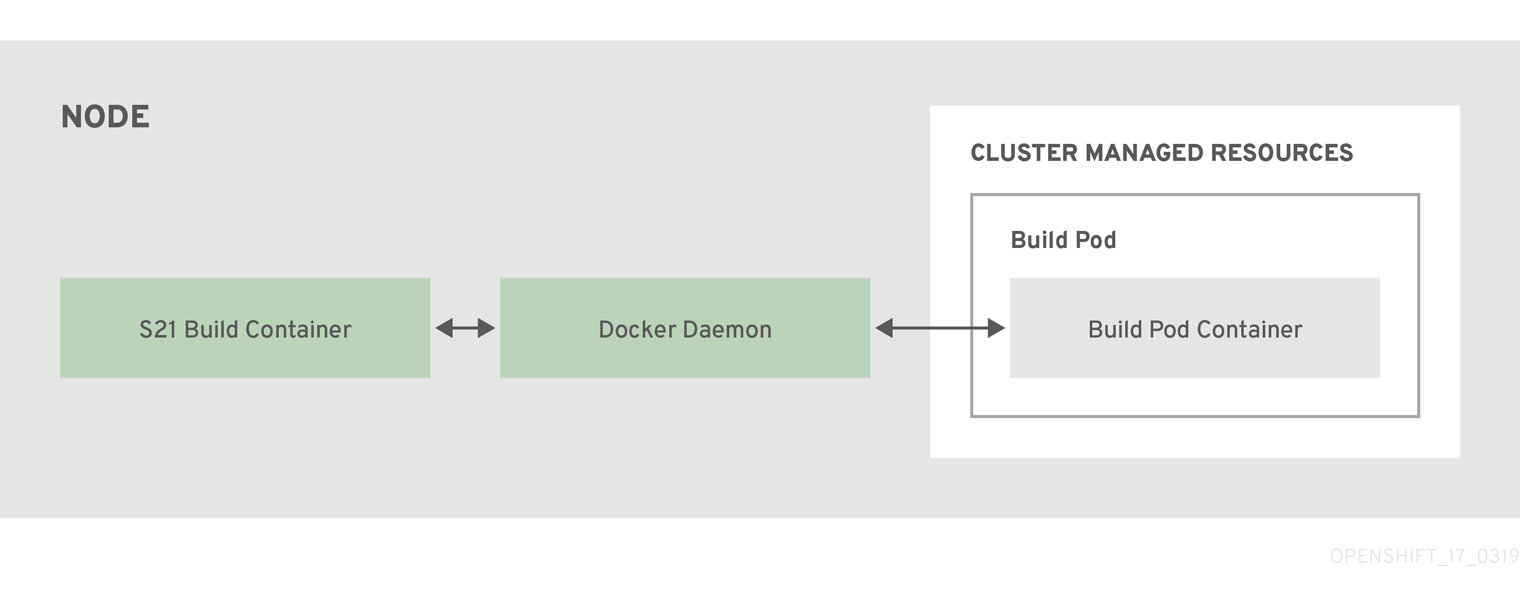 NODE
CLUSTER MANAGED RESOURCES
Build Pod
S21 Build Container
Docker Daemon
Build Pod Container
OPENSHIFT_17_0319